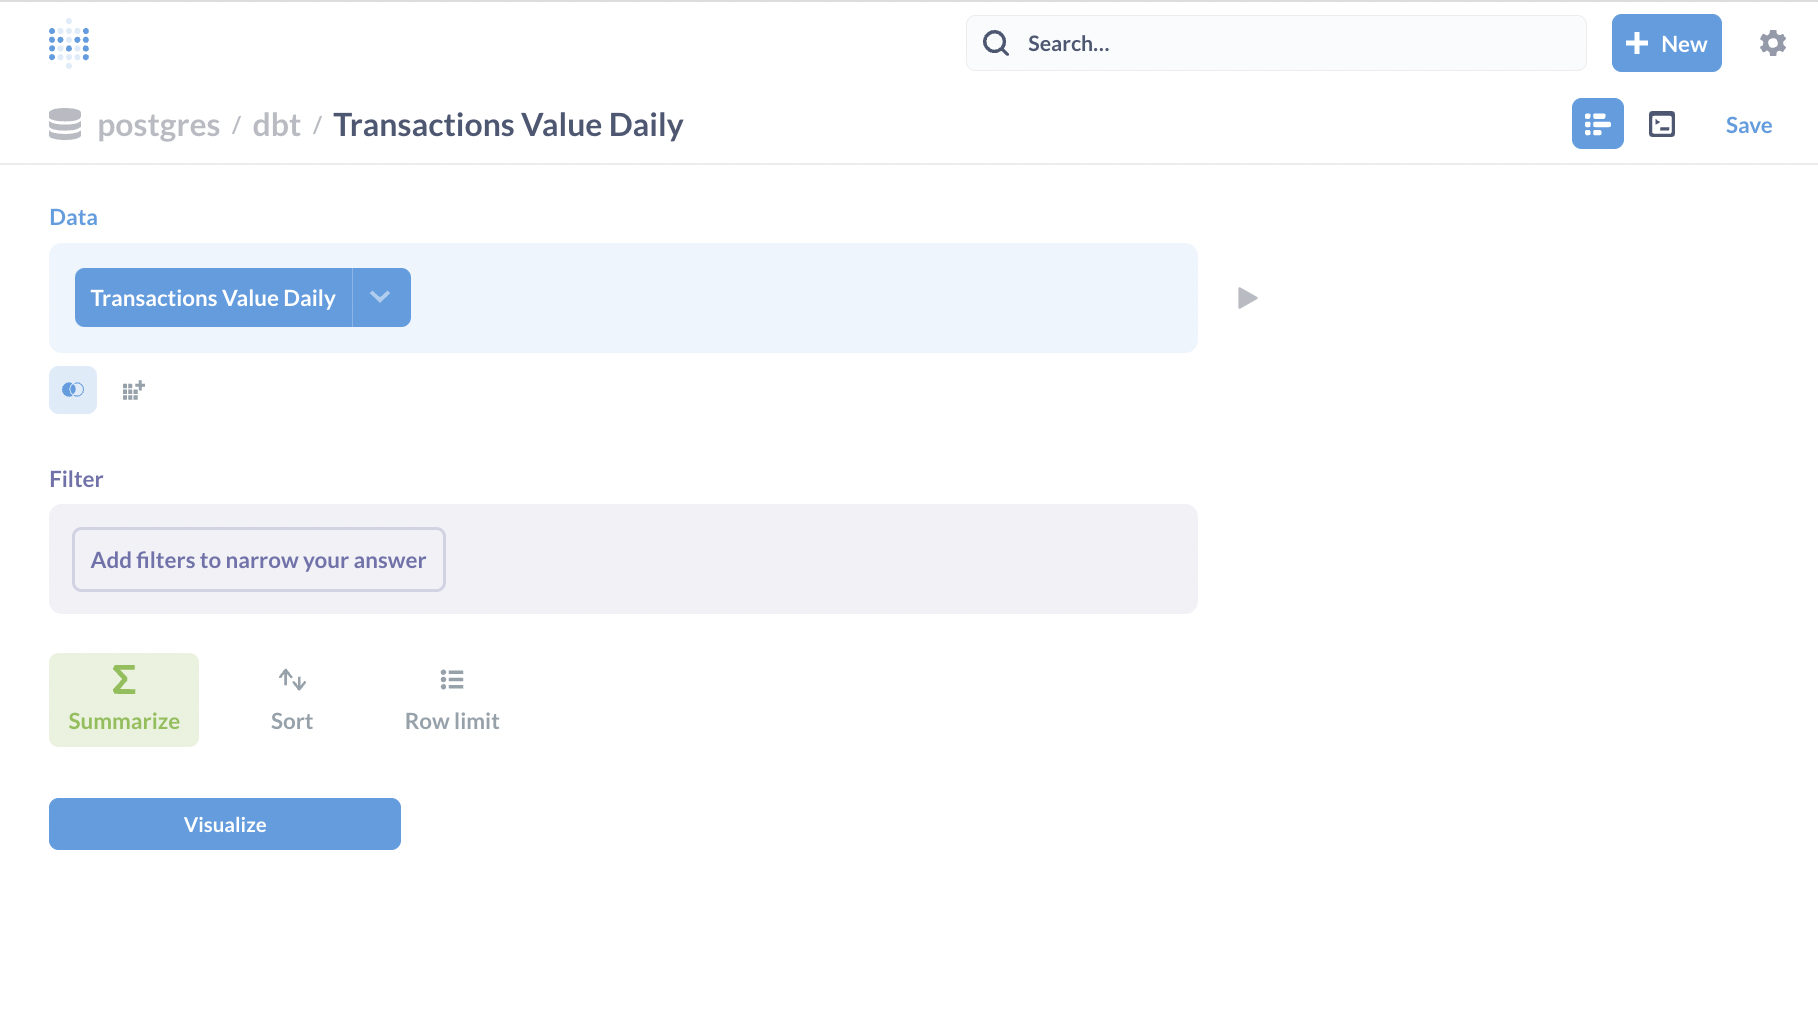 Search...
New
postgres / dbt / Transactions Value Daily
Save
Data
Transactions Value Daily
Filter
Add filters to narrow your answer
Summarize
Sort
Row limit
Visualize